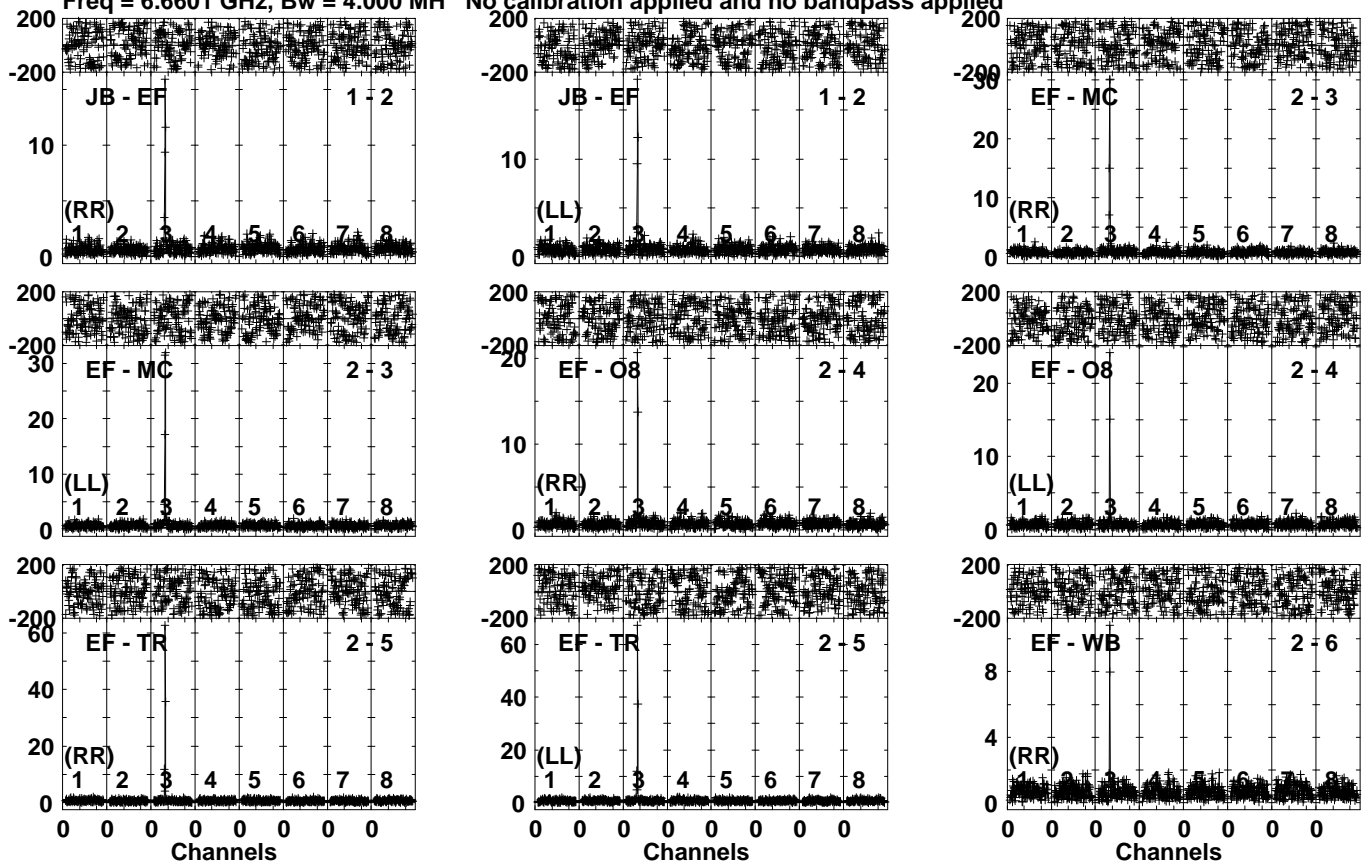 Freq = 6.6601 GHz, Bw = 4.000 MH No calibration applied and no bandpass applied
200 200 200
-200 -200 -200
JB - EF 1 - 2 JB - EF 1 - 2 30 EF - MC 2 - 3
10 10 20
10
(RR) (LL) (RR)
1 2 3 4 5 6 7 8 1 2 3 4 5 6 7 8 1 2 3 4 5 6 7 8
0 0 0
200 200 200
-200 -200 -200
30 EF - MC 2 - 3 20 EF - O8 2 - 4 EF - O8 2 - 4
20 10 20
10 10
(LL) (RR) (LL)
1 2 3 4 5 6 7 8 1 2 3 4 5 6 7 8 1 2 3 4 5 6 7 8
0 0 0
200 200 200
-200 -200 -200
60 EF - TR 2 - 5 60 EF - TR 2 - 5 EF - WB 2 - 6
40 40 8
20 20 4
(RR) (LL) (RR)
1 2 3 4 5 6 7 8 1 2 3 4 5 6 7 8 1 2 3 4 5 6 7 8
0 0 0
0 0 0 0 0 0 0 0 0 0 0 0 0 0 0 0 0 0 0 0 0 0 0 0
Channels Channels Channels